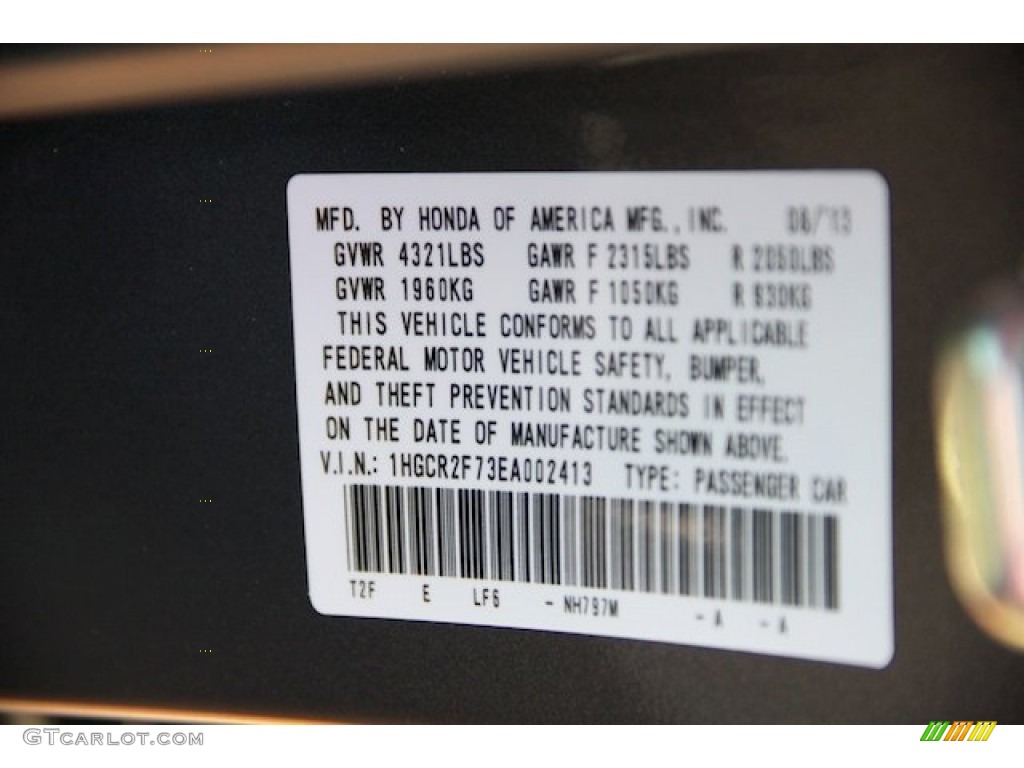 MFD. BY HONDA OF AMERICA MFG., INC. 08/13
GVWR 4321LBS GAWR F 2315LBS R 2050LBS
GVWR 1960KG GAWR F 1050KG R 930KG
THIS VEHICLE CONFORMS TO ALL APPLICABLE
FEDERAL MOTOR VEHICLE SAFETY, BUMPER,
AND THEFT PREVENTION STANDARDS IN EFFECT
ON THE DATE OF MANUFACTURE SHOWN ABOVE.
V.I.N.: 1HGCR2F73EA002413 TYPE: PASSENGER CAR
T2F E LF6 - NH797M - A - A
GTCARLOT.COM